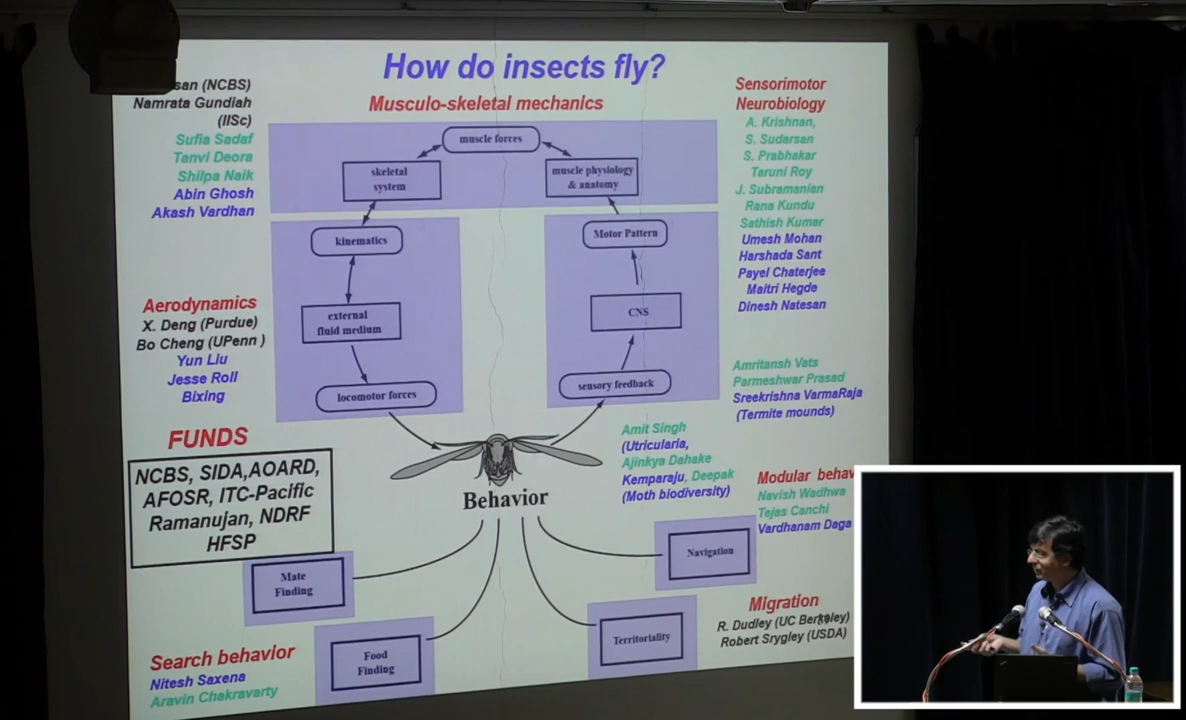 How do insects fly?
san (NCBS)
Namrata Gundiah
(IISc)
Sufia Sadaf
Tanvi Deora
Shilpa Naik
Abin Ghosh
Akash Vardhan
Musculo-skeletal mechanics
muscle forces
skeletal
system
muscle physiology
& anatomy
kinematics
Motor Pattern
external
fluid medium
CNS
locomotor forces
sensory feedback
Sensorimotor
Neurobiology
A. Krishnan,
S. Sudarsan
S. Prabhakar
Taruni Roy
J. Subramanian
Rana Kundu
Sathish Kumar
Umesh Mohan
Harshada Sant
Payel Chaterjee
Maitri Hegde
Dinesh Natesan
Aerodynamics
X. Deng (Purdue)
Bo Cheng (UPenn )
Yun Liu
Jesse Roll
Bixing
Amritansh Vats
Parmeshwar Prasad
Sreekrishna VarmaRaja
(Termite mounds)
FUNDS
NCBS, SIDA,AOARD,
AFOSR, ITC-Pacific
Ramanujan, NDRF
HFSP
Amit Singh
(Utricularia,
Ajinkya Dahake
Kemparaju, Deepak
(Moth biodiversity)
Behavior
Modular behav
Navish Wadhwa
Tejas Canchi
Vardhanam Daga
Mate
Finding
Navigation
Food
Finding
Territoriality
Migration
R. Dudley (UC Berkeley)
Robert Srygley (USDA)
Search behavior
Nitesh Saxena
Aravin Chakravarty